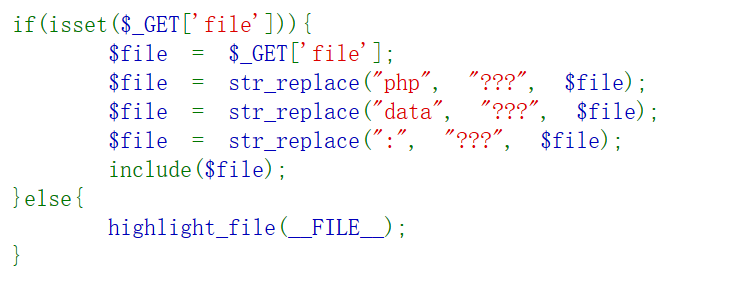 if(isset($_GET['file'])){
$file = $_GET['file'];
$file = str_replace("php", "???", $file);
$file = str_replace("data", "???", $file);
$file = str_replace(":", "???", $file);
include($file);
}else{
highlight_file(__FILE__);
}